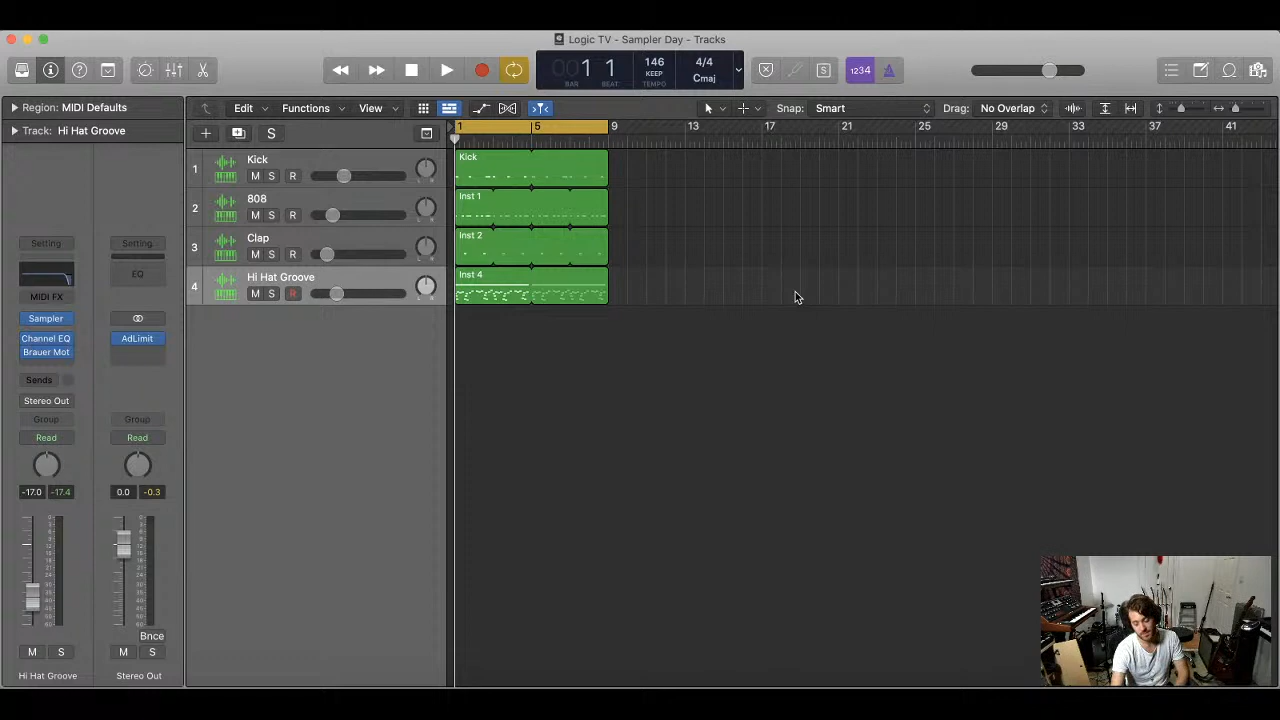 Logic TV - Sampler Day - Tracks
001 1
BAR BEAT
146
KEEP
TEMPO
4/4
Cmaj
1234
Region: MIDI Defaults
Track: Hi Hat Groove
Edit
Functions
View
Snap: Smart
Drag: No Overlap
S
1 5 9 13 17 21 25 29 33 37 41
1
Kick
M S R
Kick
2
808
M S R
Inst 1
3
Clap
M S R
Inst 2
4
Hi Hat Groove
M S R
Inst 4
Setting
Setting
EQ
MIDI FX
Sampler
Channel EQ
Brauer Mot
AdLimit
Sends
Stereo Out
Group
Group
Read
Read
-17.0 -17.4
0.0 -0.3
Bnce
M S
M S
Hi Hat Groove
Stereo Out